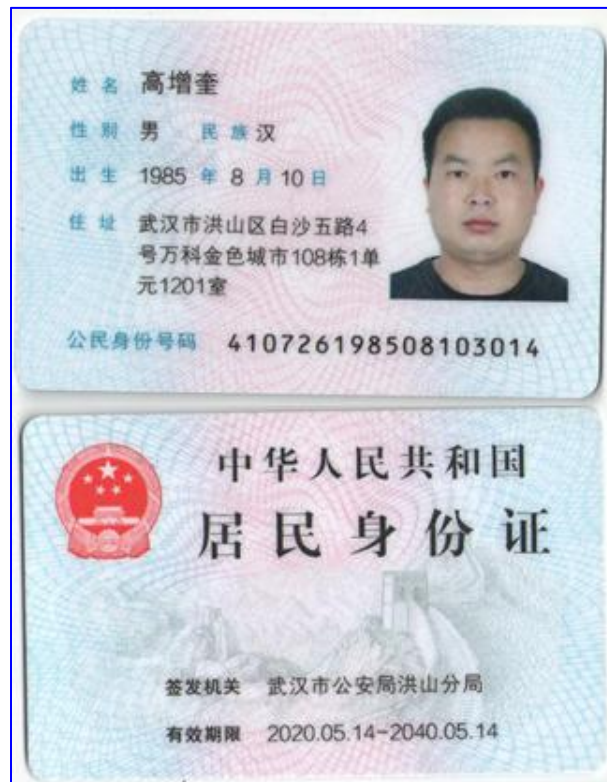 姓名 高增奎
性别 男 民族 汉
出生 1985 年 8 月 10 日
住址 武汉市洪山区白沙五路4
号万科金色城市108栋1单
元1201室
公民身份号码 410726198508103014
中华人民共和国
居民身份证
签发机关 武汉市公安局洪山分局
有效期限 2020.05.14-2040.05.14